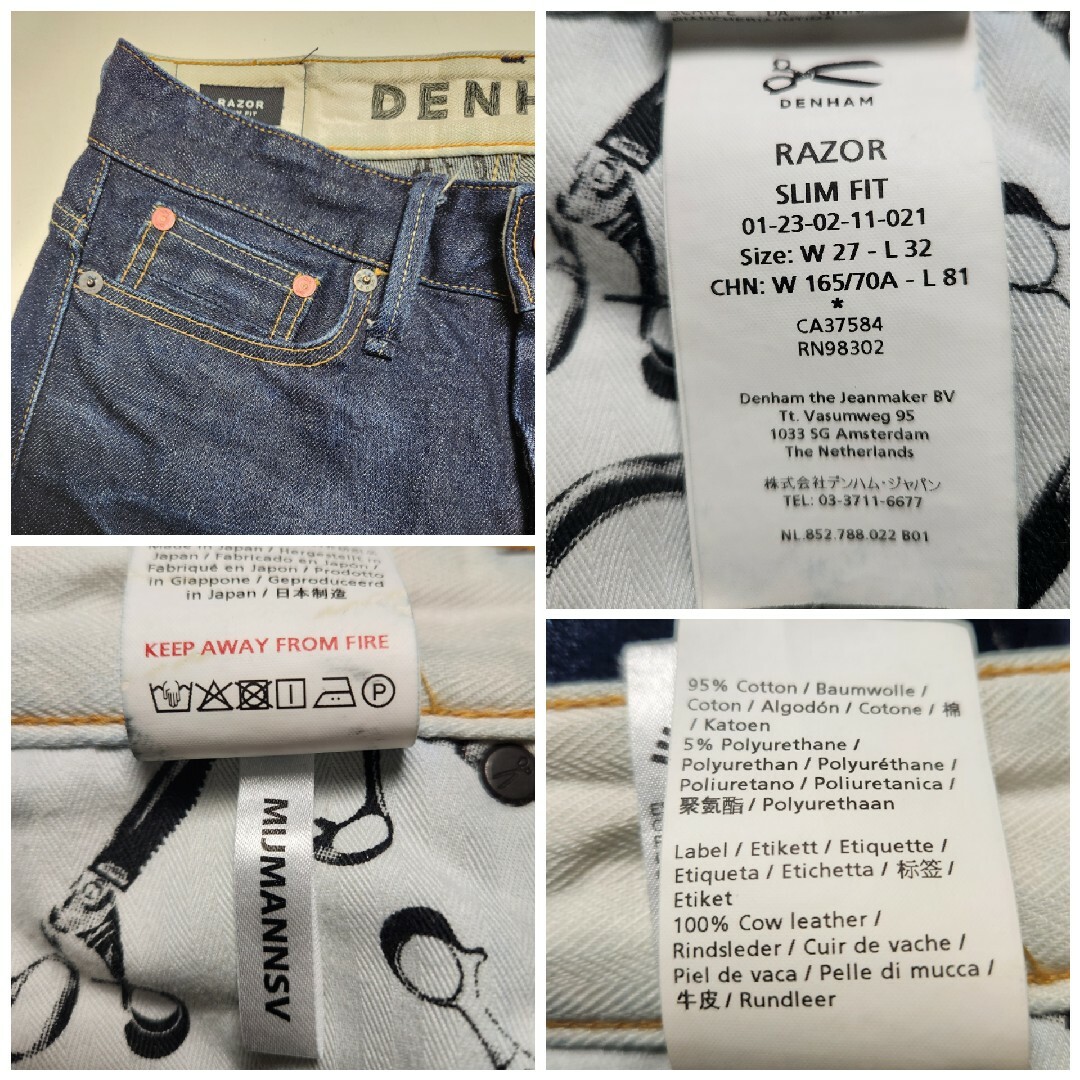 RAZOR
SLIM FIT
DENH
DENHAM
RAZOR
SLIM FIT
01-23-02-11-021
Size: W 27 - L 32
CHN: W 165/70A - L 81
*
CA37584
RN98302
Denham the Jeanmaker BV
Tt. Vasumweg 95
1033 SG Amsterdam
The Netherlands
株式会社デンハム・ジャパン
TEL: 03-3711-6677
NL.852.788.022 B01
Made in Japan / Hergestellt in
Japan / Fabricado en Japón /
Fabriqué en Japon / Prodotto
in Giappone / Geproduceerd
in Japan / 日本制造
KEEP AWAY FROM FIRE
P
MIJMANNSV
95% Cotton / Baumwolle /
Coton / Algodón / Cotone / 棉
/ Katoen
5% Polyurethane /
Polyurethan / Polyuréthane /
Poliuretano / Poliuretanica /
聚氨酯 / Polyurethaan
Label / Etikett / Etiquette /
Etiqueta / Etichetta / 标签 /
Etiket
100% Cow leather /
Rindsleder / Cuir de vache /
Piel de vaca / Pelle di mucca /
牛皮 / Rundleer